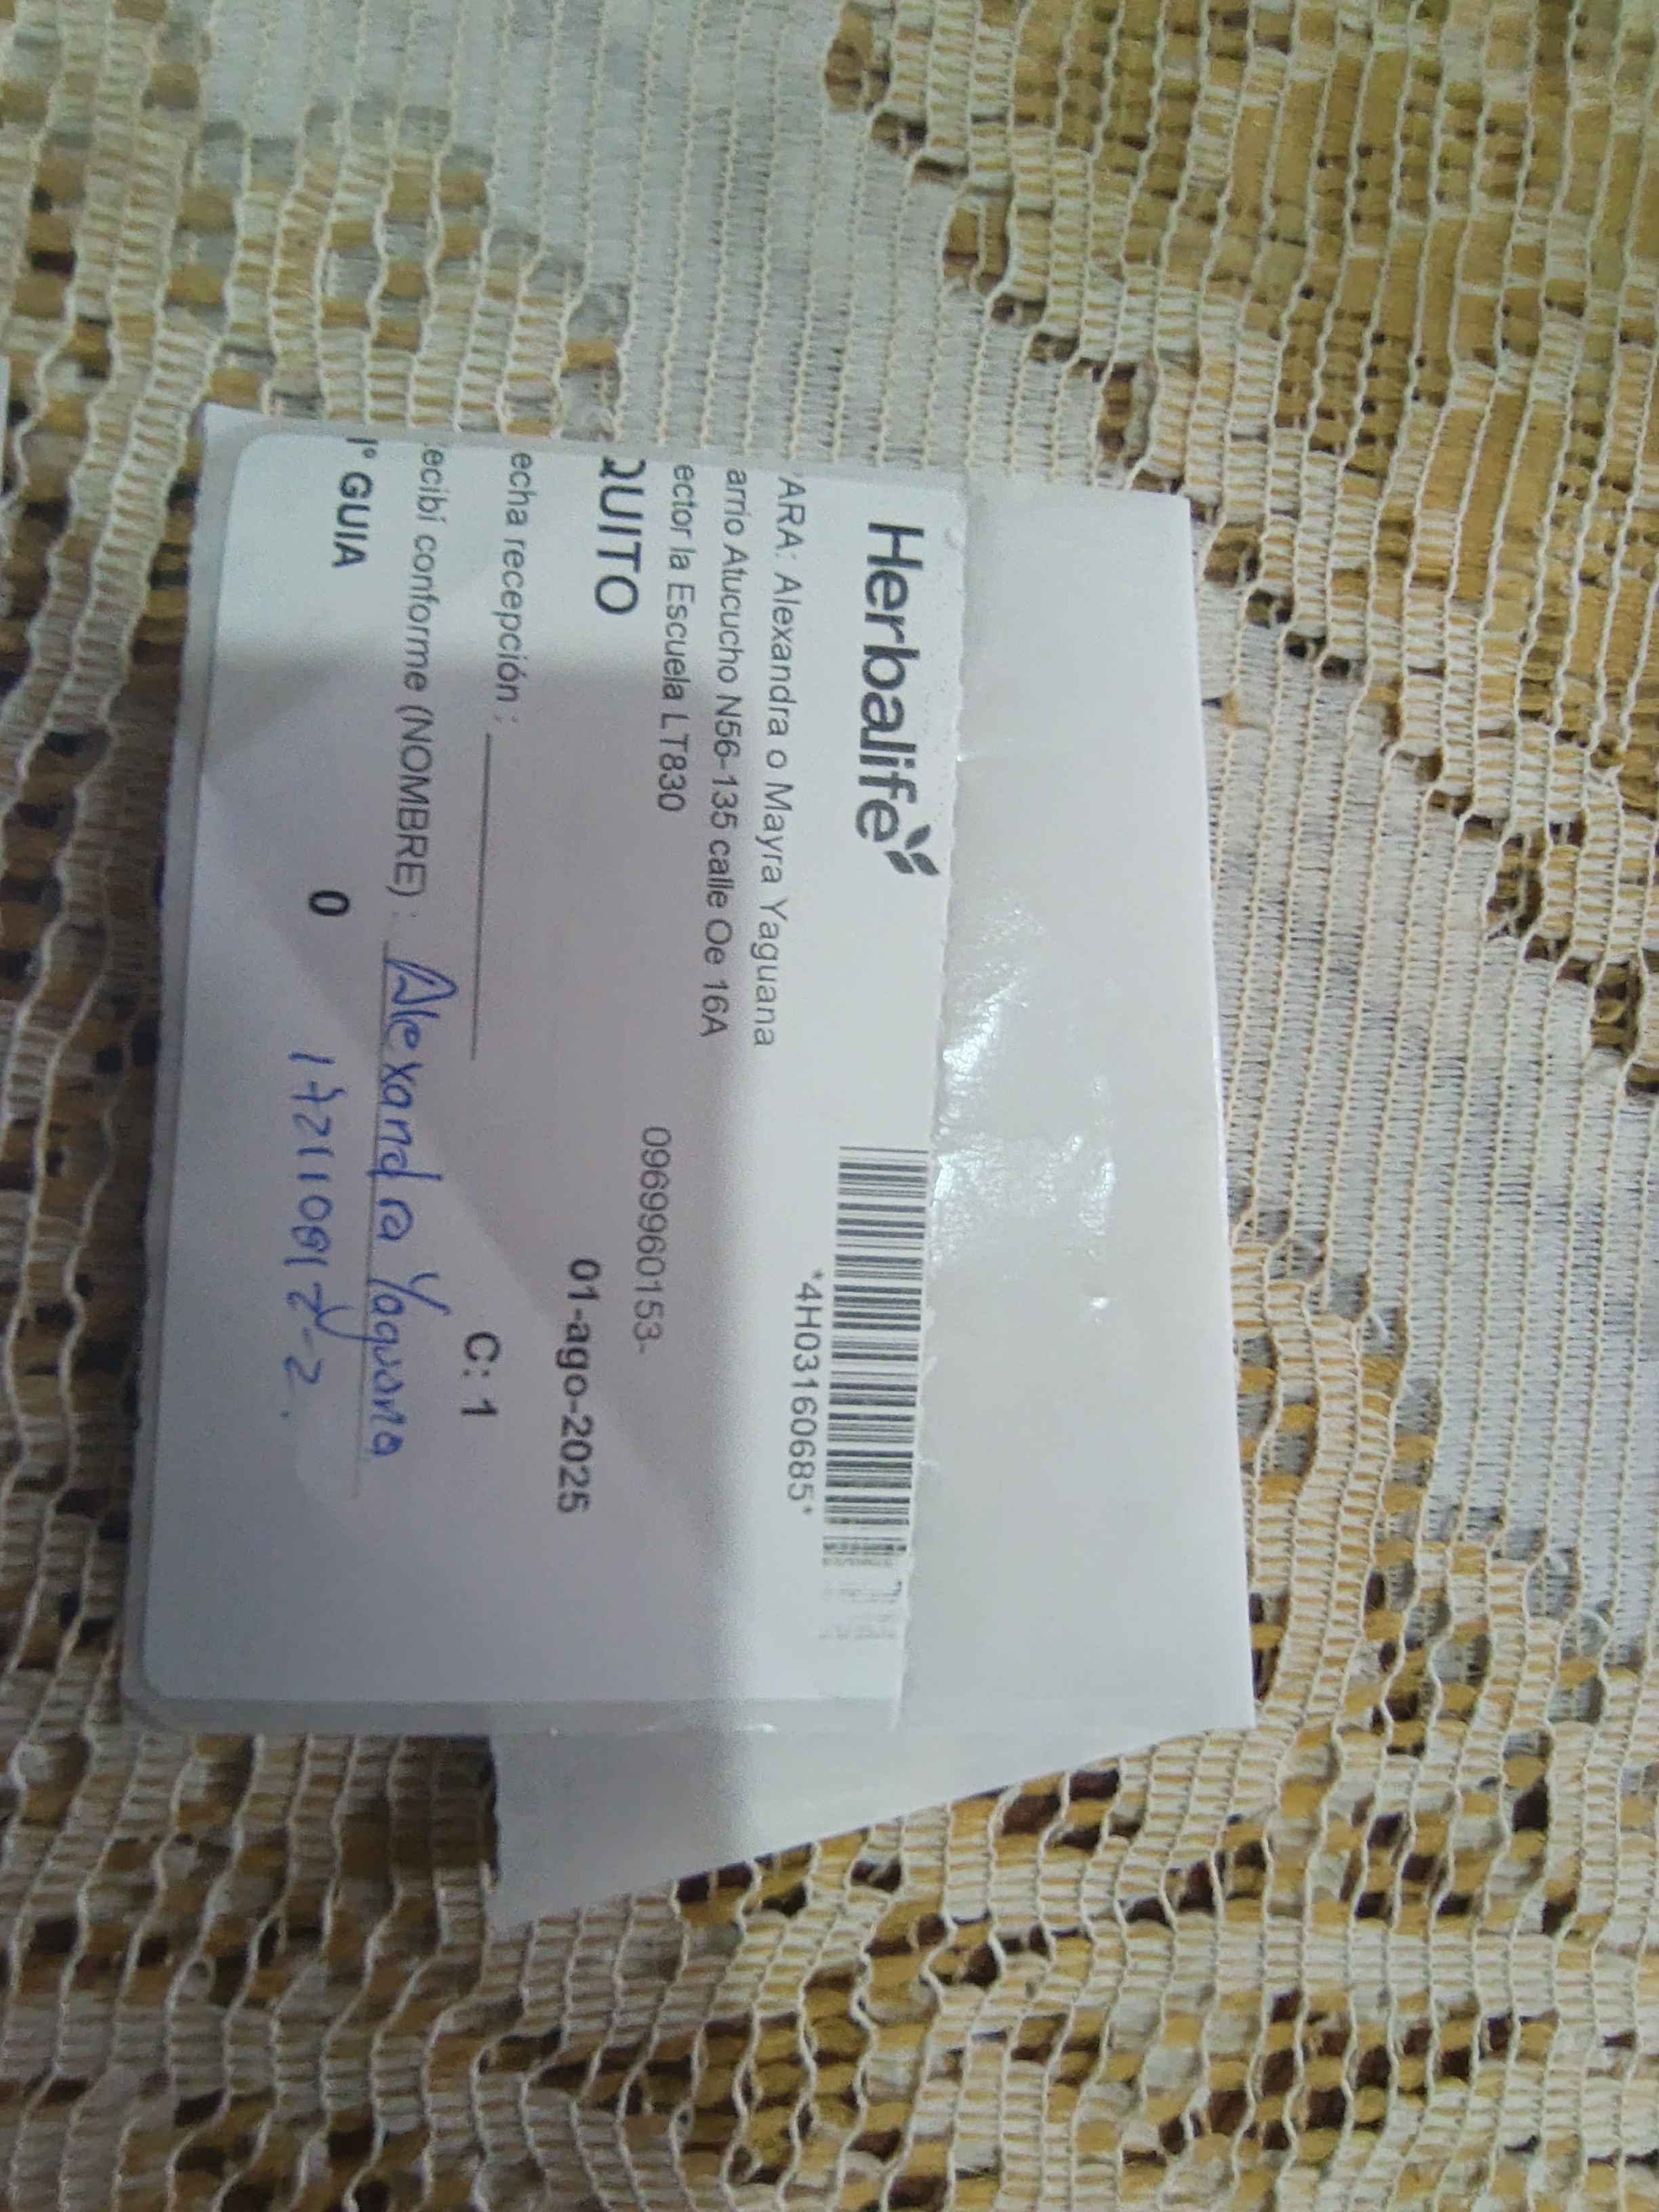 Herbalife
*4H03160685*
ARA: Alexandra o Mayra Yaguana
arrio Atucucho N56-135 calle Oe 16A
ector la Escuela LT830
0969960153-
QUITO
01-ago-2025
echa recepción :
C: 1
ecibí conforme (NOMBRE) : Alexandra Yaguana
° GUIA 0